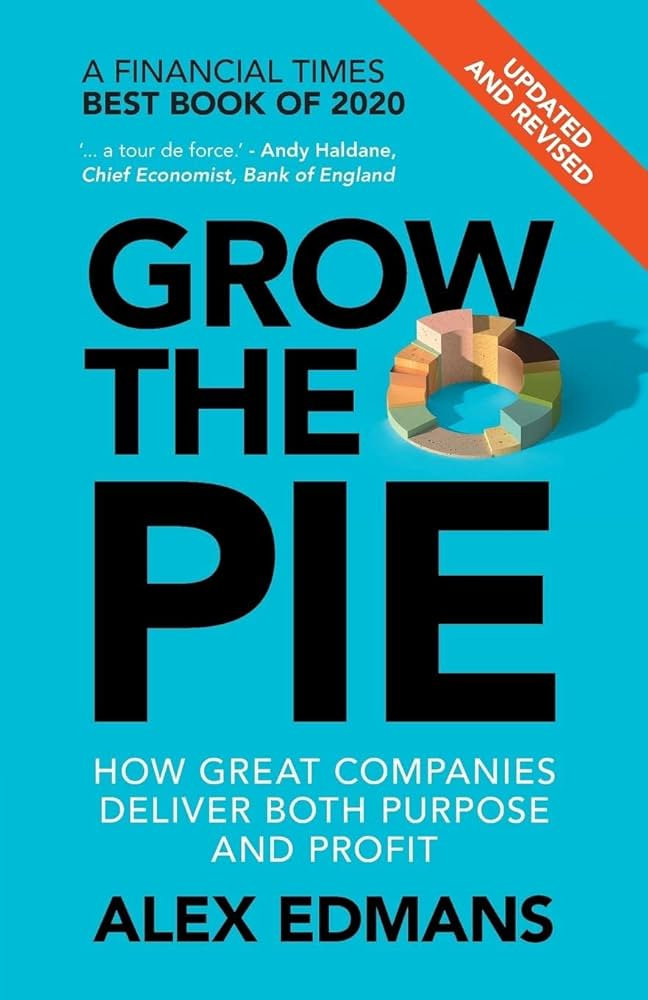 A FINANCIAL TIMES
BEST BOOK OF 2020
'... a tour de force.' - Andy Haldane,
Chief Economist, Bank of England
UPDATED
AND REVISED
GROW
THE
PIE
HOW GREAT COMPANIES
DELIVER BOTH PURPOSE
AND PROFIT
ALEX EDMANS